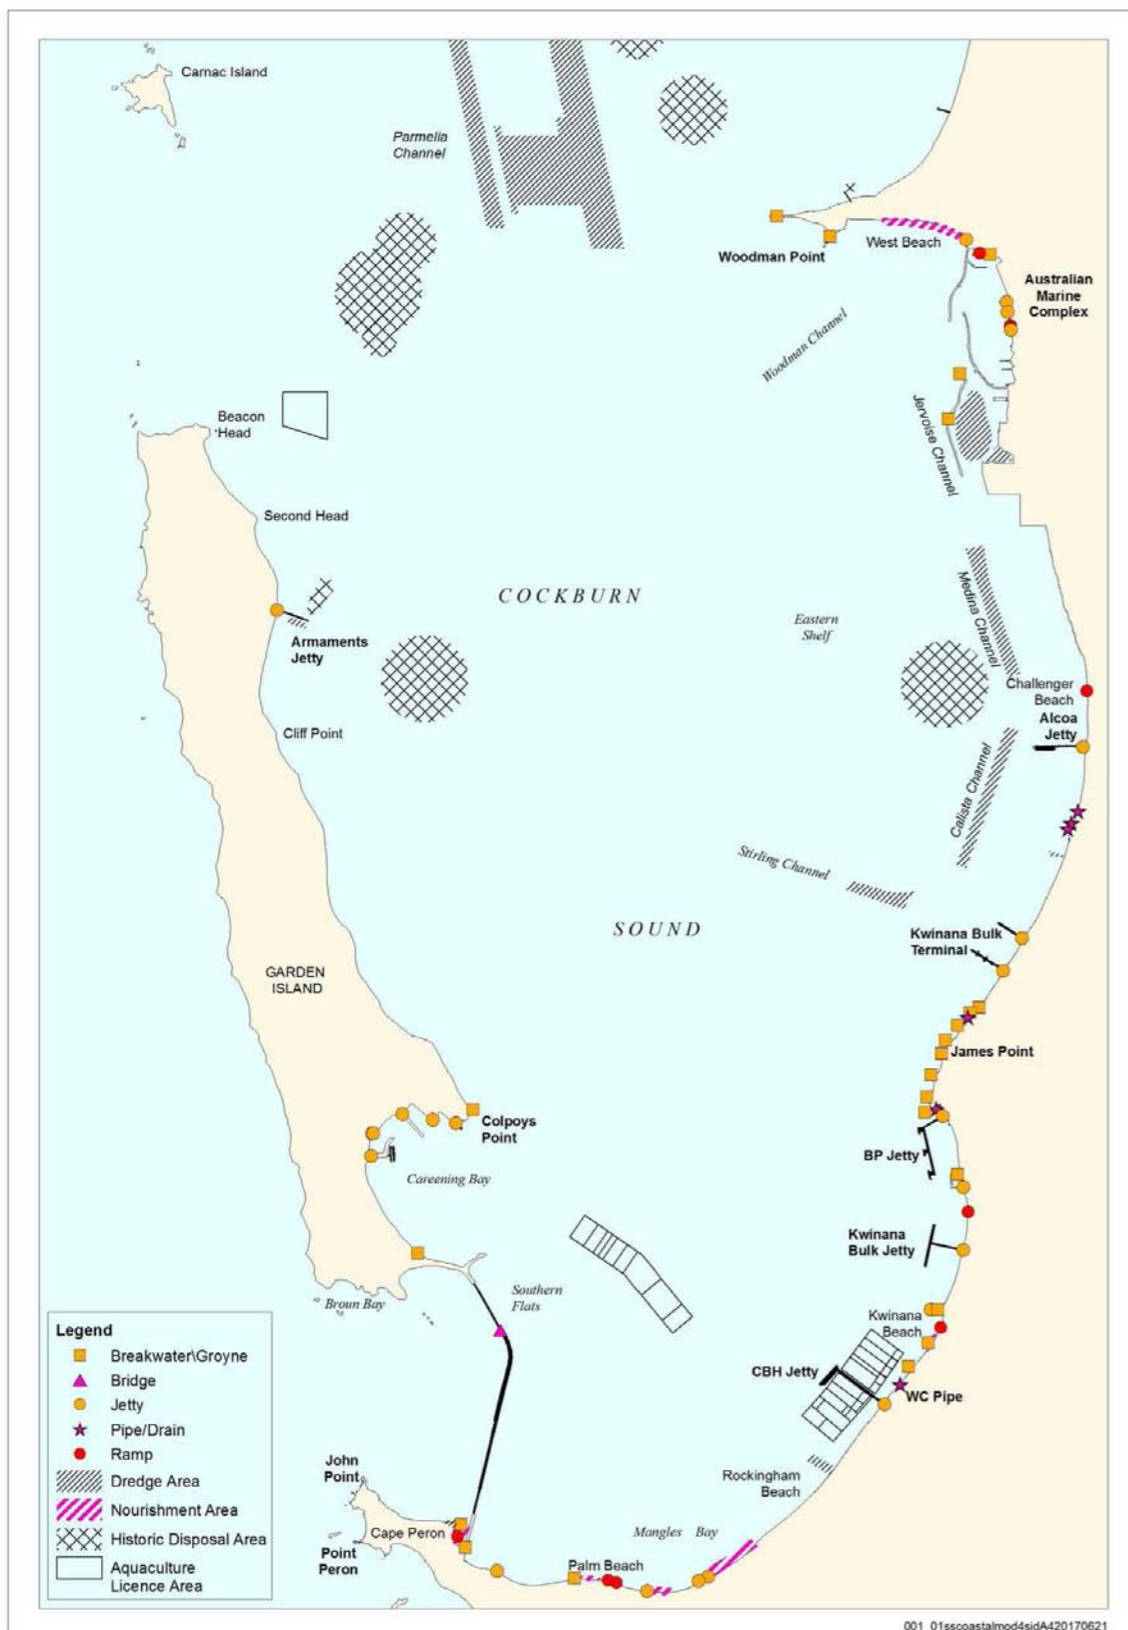 Carnac Island
Parmelia
Channel
West Beach
Woodman Point
Australian
Marine
Complex
Woodman Channel
Jervoise Channel
Beacon
Head
Second Head
COCKBURN
Eastern
Shelf
Medina Channel
Armaments
Jetty
Challenger
Beach
Alcoa
Jetty
Cliff Point
Calista Channel
Stirling Channel
SOUND
Kwinana Bulk
Terminal
GARDEN
ISLAND
James Point
Colpoys
Point
BP Jetty
Careening Bay
Kwinana
Bulk Jetty
Southern
Flats
Broun Bay
Kwinana
Beach
CBH Jetty
WC Pipe
John
Point
Rockingham
Beach
Cape Peron
Mangles Bay
Point
Peron
Palm Beach
Legend
Breakwater\Groyne
Bridge
Jetty
Pipe/Drain
Ramp
Dredge Area
Nourishment Area
Historic Disposal Area
Aquaculture
Licence Area
001_01sscoastalmod4sidA420170621